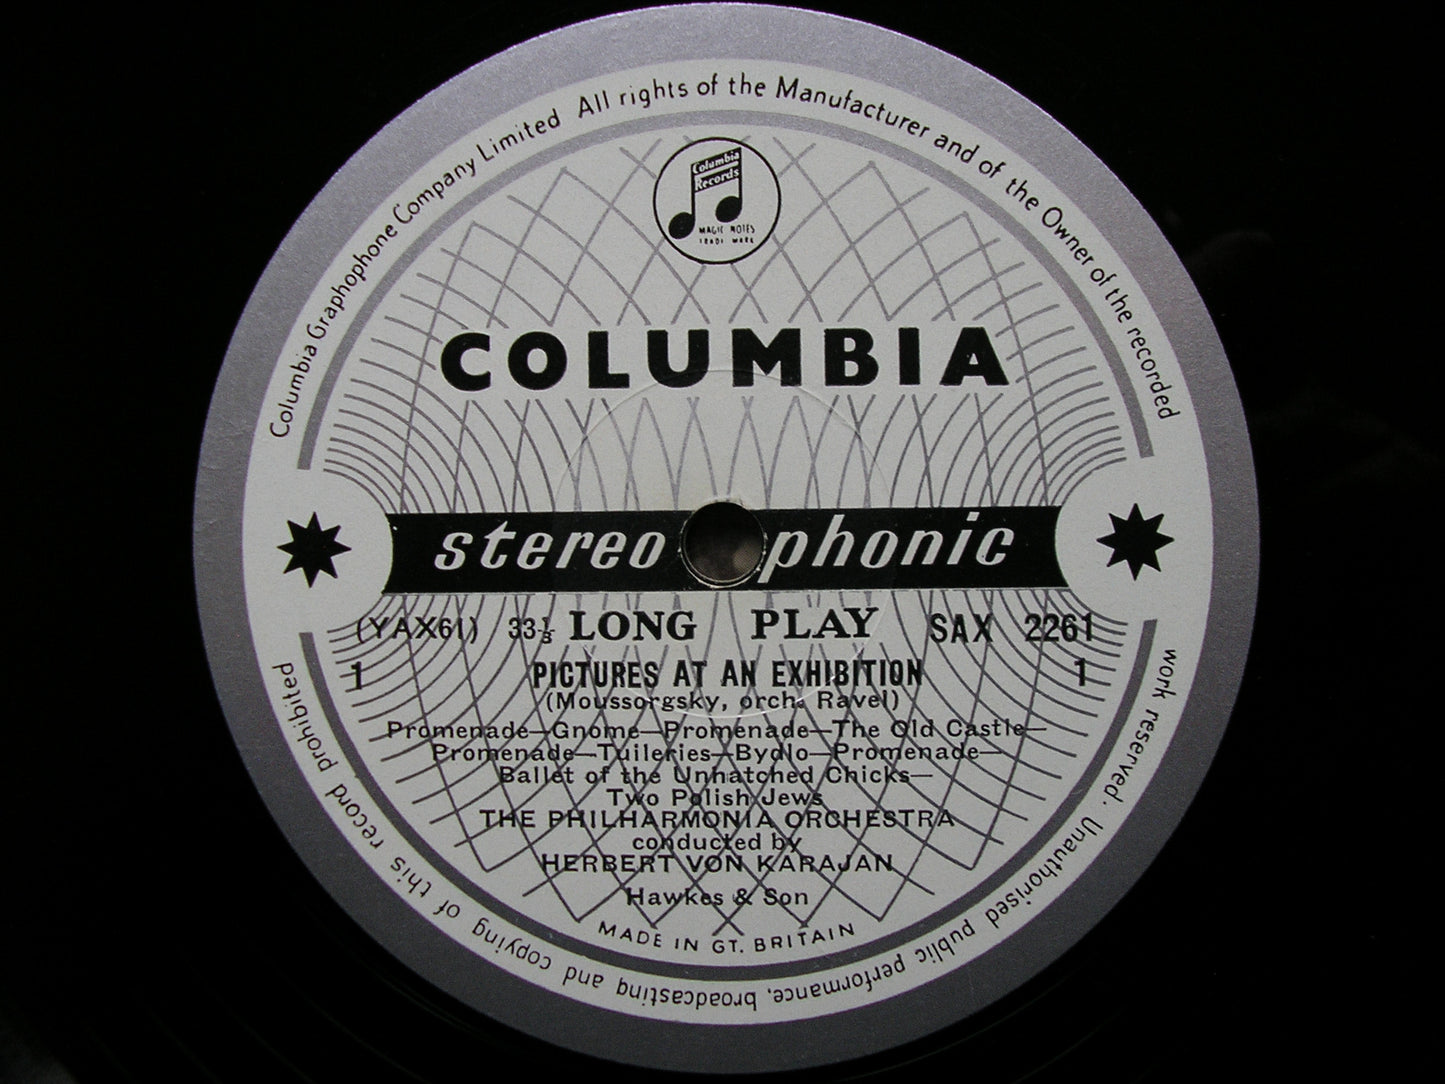 Columbia Graphophone Company Limited All rights of the Manufacturer and of the Owner of the recorded
work reserved. Unauthorised public performance, broadcasting and copying of this record prohibited
Columbia
Records
MAGIC NOTES
TRADE MARK
COLUMBIA
stereo phonic
(YAX61) 33⅓ LONG PLAY SAX 2261
1 PICTURES AT AN EXHIBITION 1
(Moussorgsky, orch. Ravel)
Promenade—Gnome—Promenade—The Old Castle—
Promenade—Tuileries—Bydlo—Promenade—
Ballet of the Unhatched Chicks—
Two Polish Jews
THE PHILHARMONIA ORCHESTRA
conducted by
HERBERT VON KARAJAN
Hawkes & Son
MADE IN GT. BRITAIN